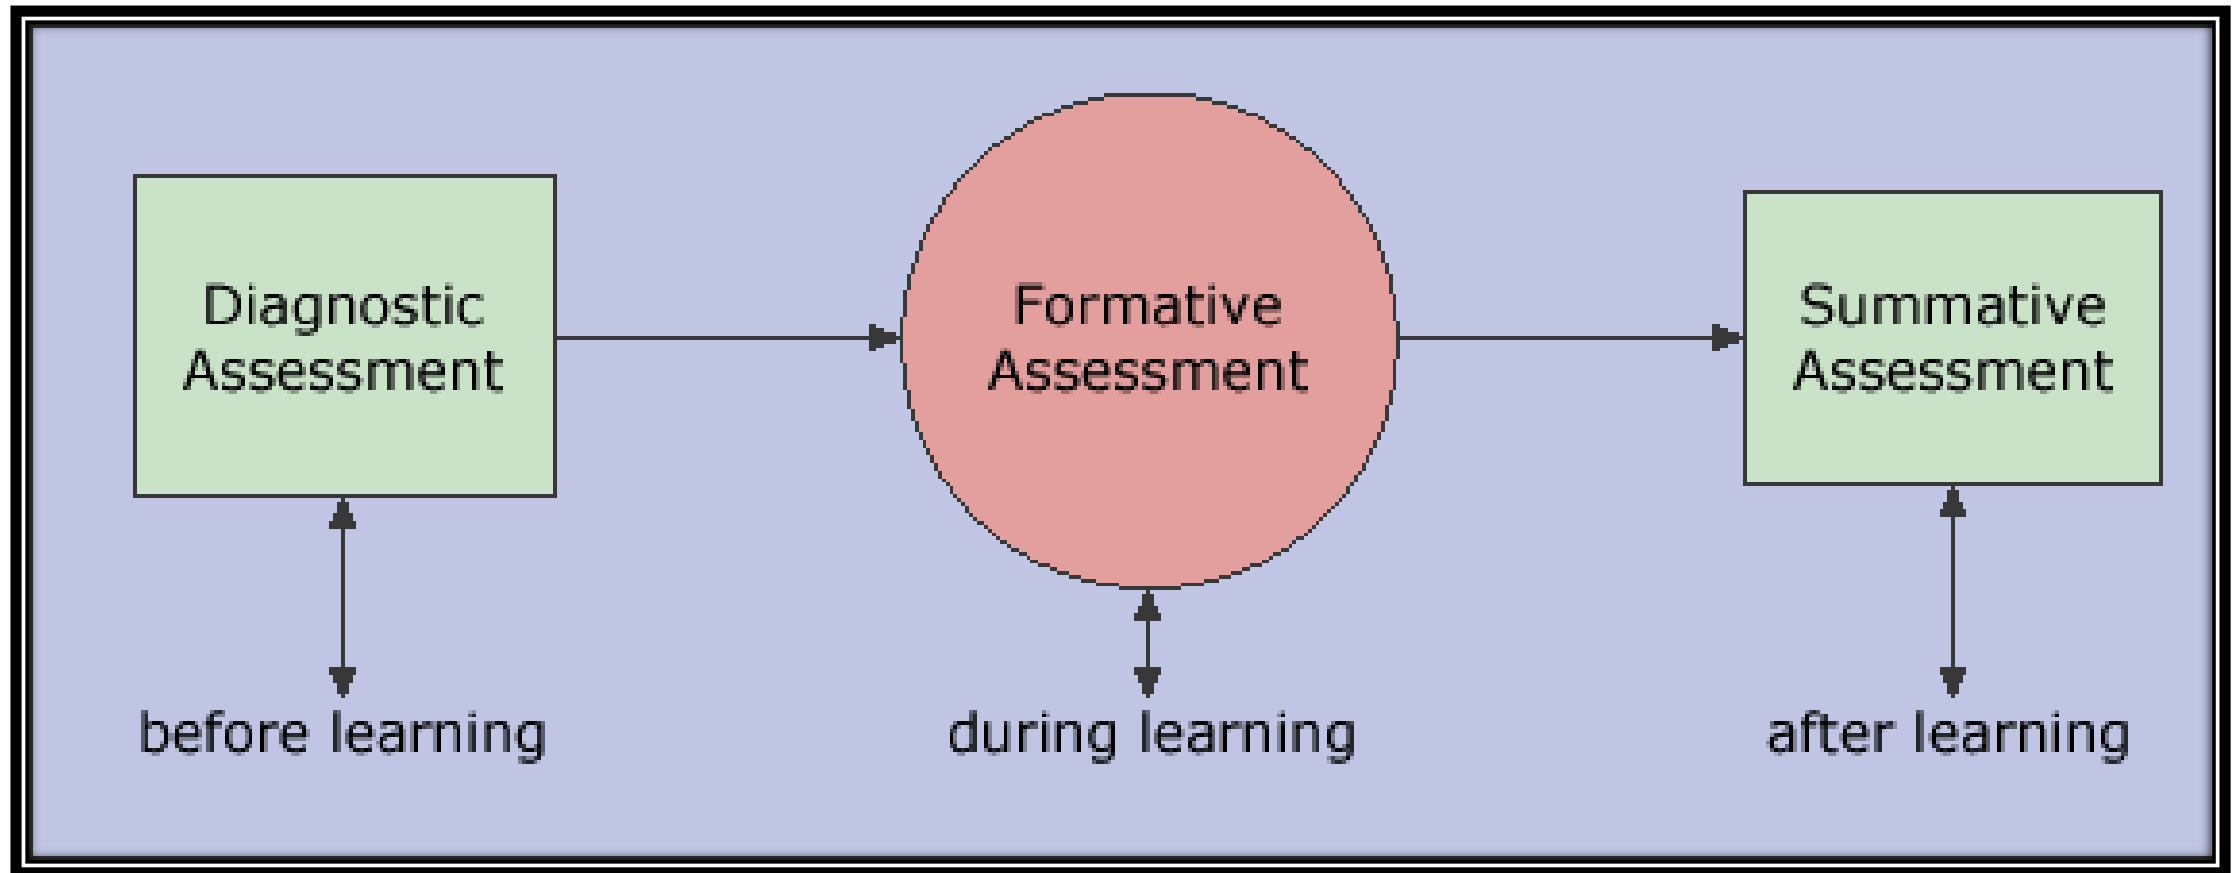 Diagnostic
Assessment
Formative
Assessment
Summative
Assessment
before learning
during learning
after learning